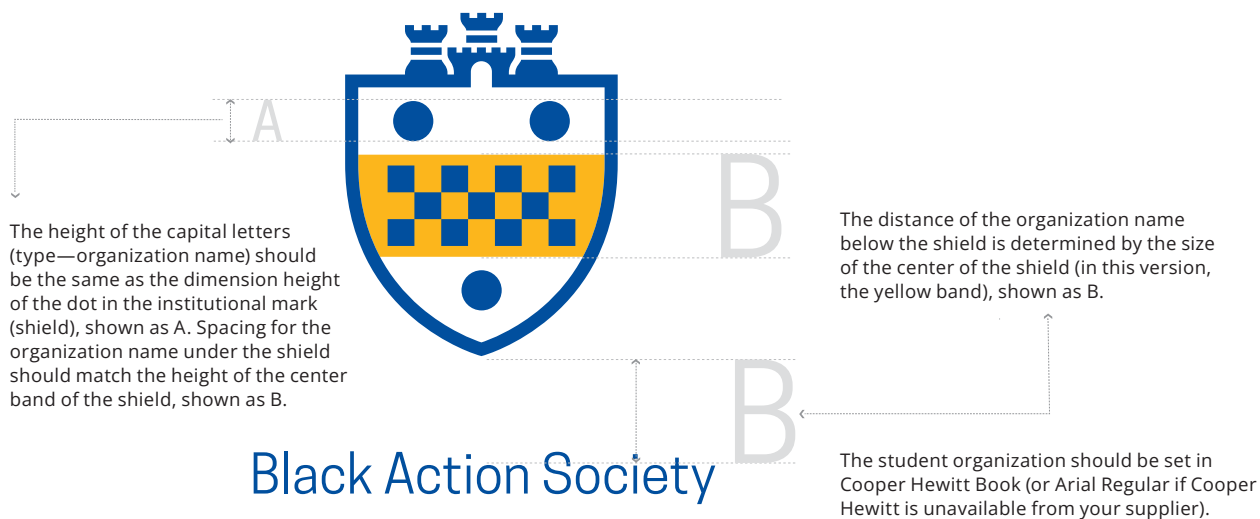 A
B
The height of the capital letters
(type—organization name) should
be the same as the dimension height
of the dot in the institutional mark
(shield), shown as A. Spacing for the
organization name under the shield
should match the height of the center
band of the shield, shown as B.
The distance of the organization name
below the shield is determined by the size
of the center of the shield (in this version,
the yellow band), shown as B.
B
Black Action Society
The student organization should be set in
Cooper Hewitt Book (or Arial Regular if Cooper
Hewitt is unavailable from your supplier).